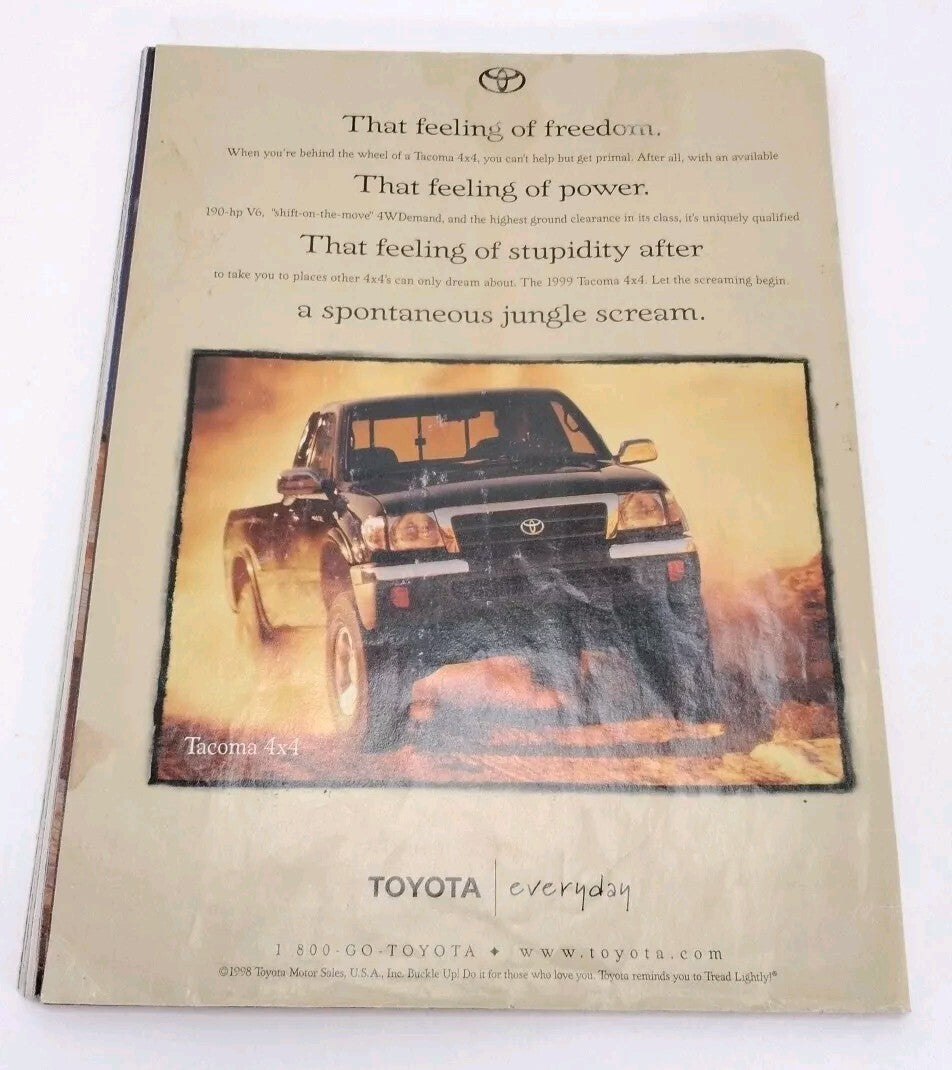 That feeling of freedom.
When you're behind the wheel of a Tacoma 4x4, you can't help but get primal. After all, with an available
That feeling of power.
190-hp V6, "shift-on-the-move" 4WDemand, and the highest ground clearance in its class, it's uniquely qualified
That feeling of stupidity after
to take you to places other 4x4's can only dream about. The 1999 Tacoma 4x4. Let the screaming begin.
a spontaneous jungle scream.
Tacoma 4x4
TOYOTA | everyday
1 800-GO-TOYOTA ✦ www.toyota.com
©1998 Toyota Motor Sales, U.S.A., Inc. Buckle Up! Do it for those who love you. Toyota reminds you to Tread Lightly!®